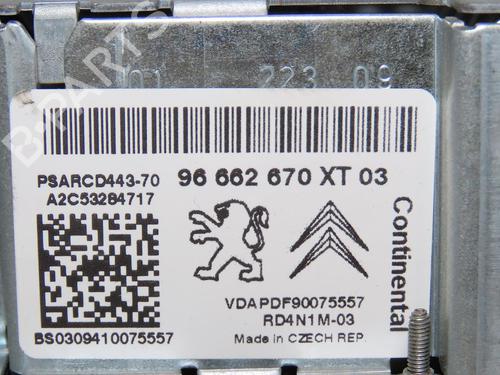 01 223 09
PSARCD443-70
96 662 670 XT 03
A2C53284717
Continental
VDAPDF90075557
RD4N1M-03
BS0309410075557
Made in CZECH REP.
B-PARTS